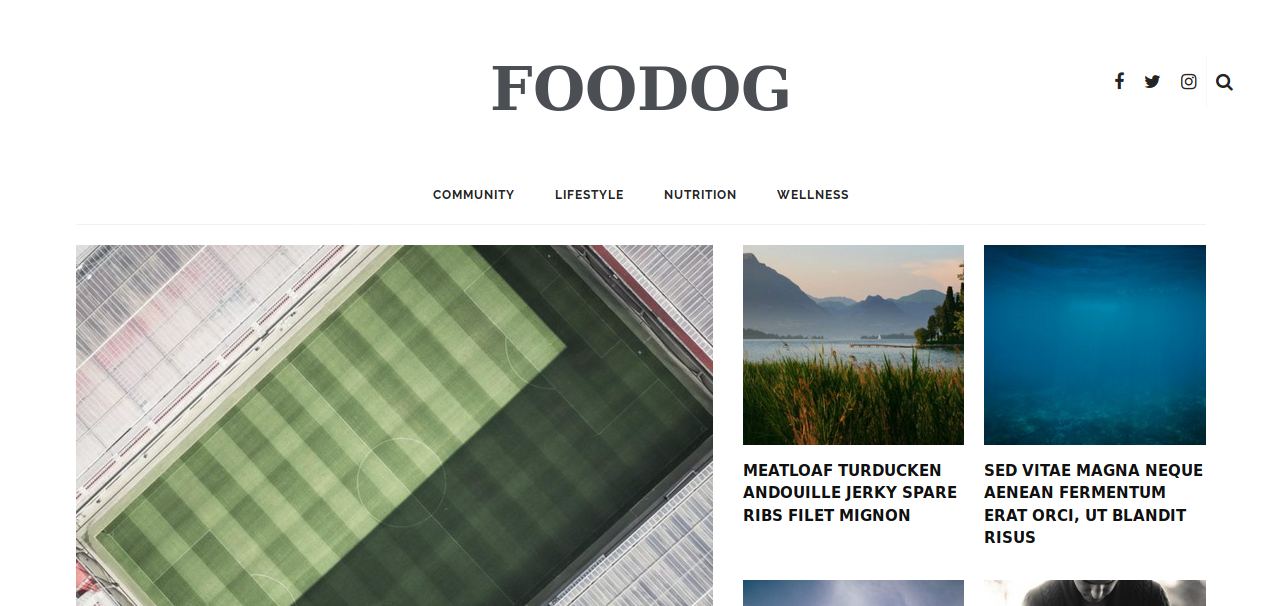 FOODOG
COMMUNITY LIFESTYLE NUTRITION WELLNESS
MEATLOAF TURDUCKEN
ANDOUILLE JERKY SPARE
RIBS FILET MIGNON
SED VITAE MAGNA NEQUE
AENEAN FERMENTUM
ERAT ORCI, UT BLANDIT
RISUS